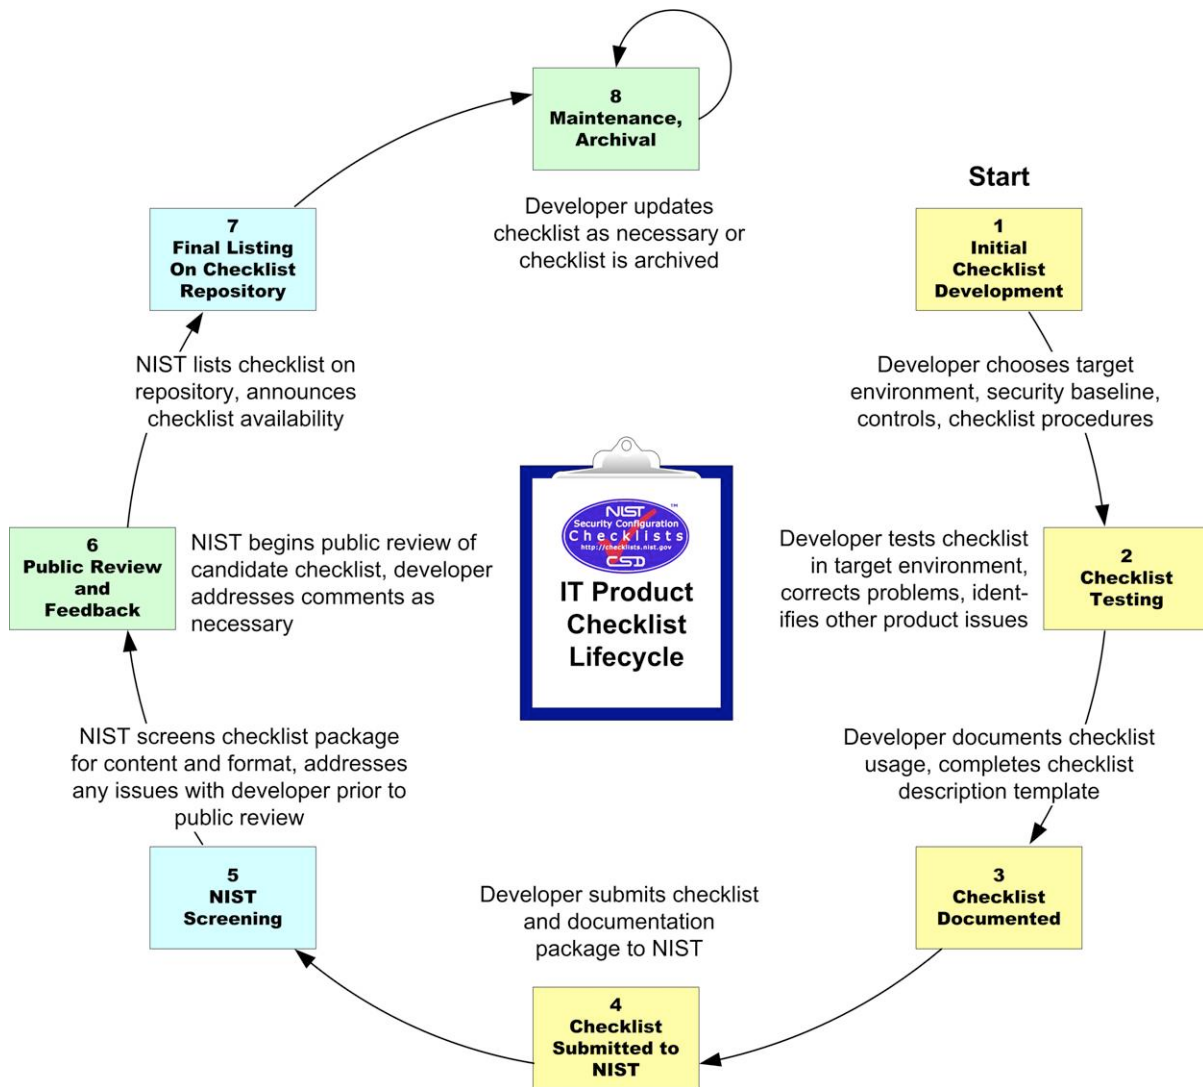 Start
1
Initial
Checklist
Development
Developer chooses target
environment, security baseline,
controls, checklist procedures
2
Checklist
Testing
Developer tests checklist
in target environment,
corrects problems, ident-
ifies other product issues
Developer documents checklist
usage, completes checklist
description template
3
Checklist
Documented
Developer submits checklist
and documentation
package to NIST
4
Checklist
Submitted to
NIST
5
NIST
Screening
NIST screens checklist package
for content and format, addresses
any issues with developer prior to
public review
6
Public Review
and
Feedback
NIST begins public review of
candidate checklist, developer
addresses comments as
necessary
NIST lists checklist on
repository, announces
checklist availability
7
Final Listing
On Checklist
Repository
8
Maintenance,
Archival
Developer updates
checklist as necessary or
checklist is archived
NIST ™
Security Configuration
Checklists
http://checklists.nist.gov
CSD
IT Product
Checklist
Lifecycle